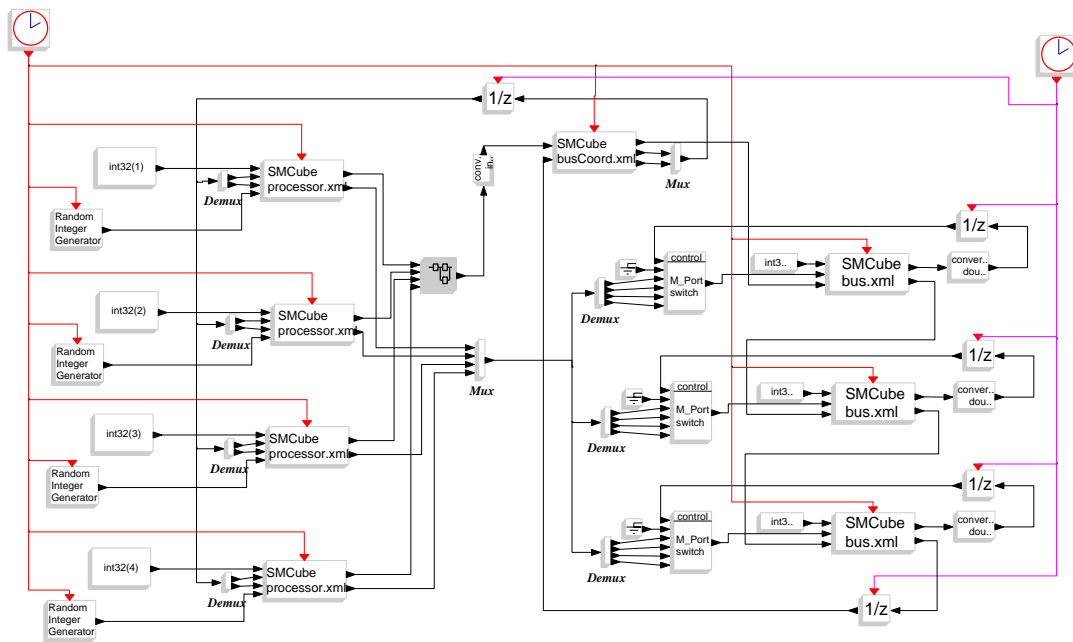 1/z
SMCube
busCoord.xml
conv..
in..
Mux
int32(1)
SMCube
processor.xml
Demux
Random
Integer
Generator
1/z
control
M_Port
switch
Demux
int3..
SMCube
bus.xml
conver..
dou..
int32(2)
SMCube
processor.xml
Demux
Random
Integer
Generator
Mux
1/z
control
M_Port
switch
Demux
int3..
SMCube
bus.xml
conver..
dou..
int32(3)
SMCube
processor.xml
Demux
Random
Integer
Generator
1/z
control
M_Port
switch
Demux
int3..
SMCube
bus.xml
conver..
dou..
int32(4)
SMCube
processor.xml
Demux
Random
Integer
Generator
1/z